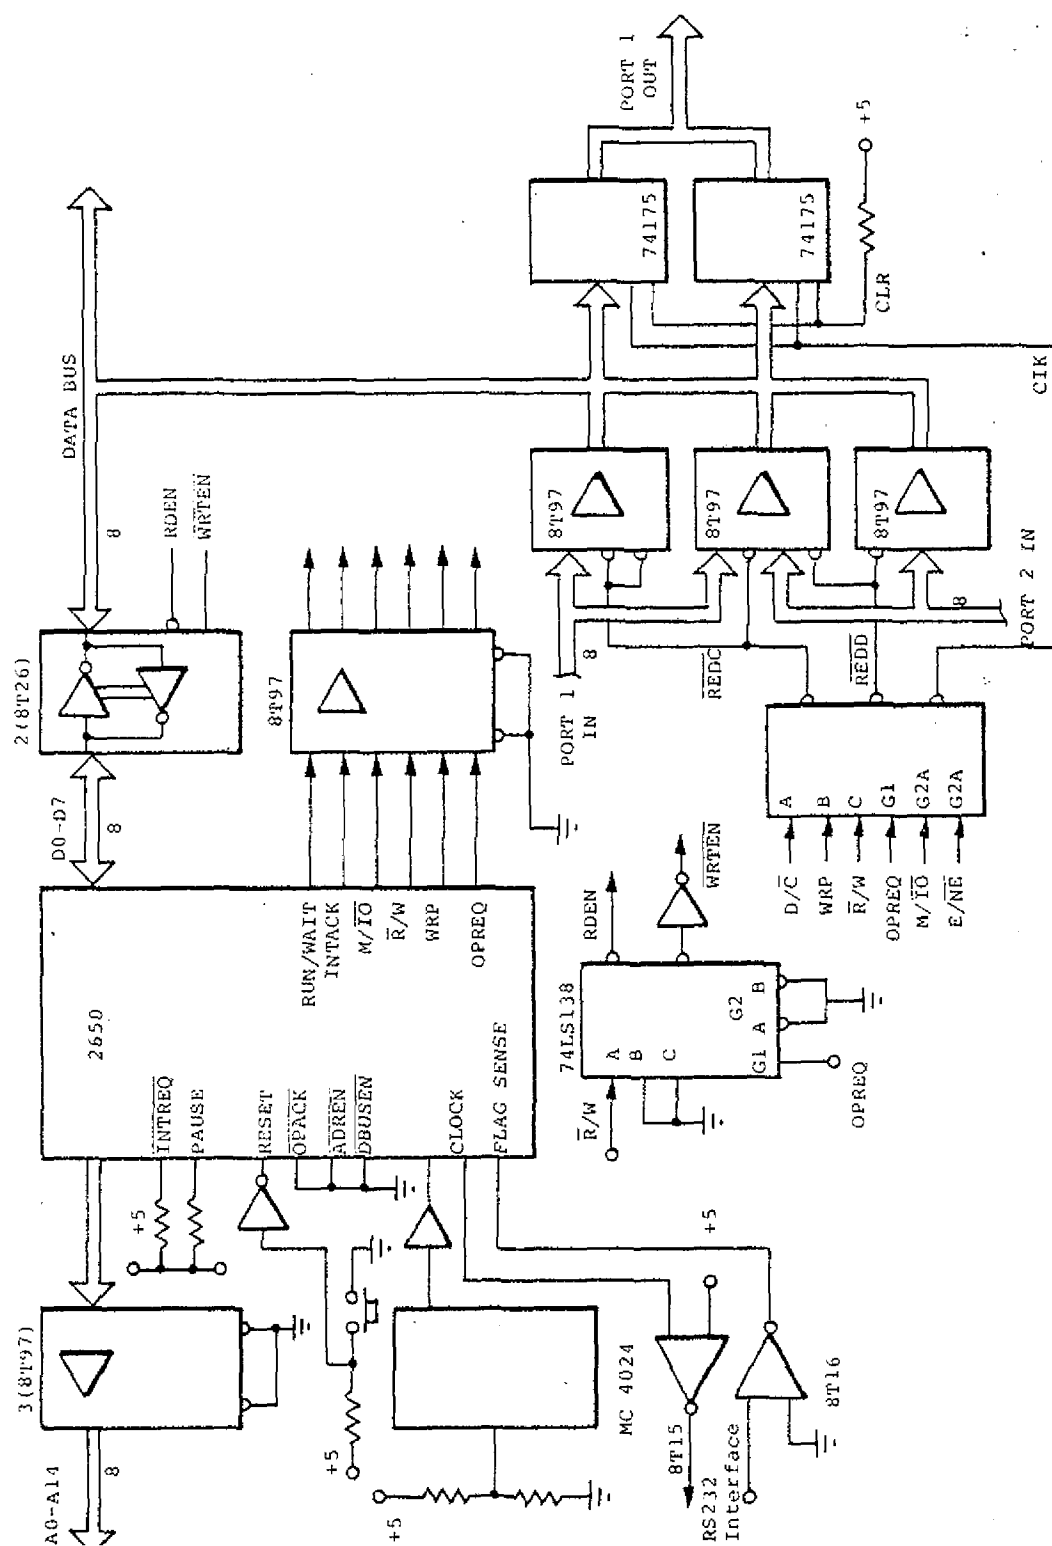 A0-A14
8
3(8T97)
+5
INTREQ
PAUSE
RESET
OPACK
ADREN
DBUSEN
CLOCK
FLAG SENSE
2650
RUN/WAIT
INTACK
M/IO
R/W
WRP
OPREQ
D0-D7
8
2(8T26)
RDEN
WRTEN
8
DATA BUS
8T97
+5
+5
MC 4024
8T15
RS232
Interface
+5
8T16
74LS138
R/W
A
B
C
G1
A
B
G2
OPREQ
RDEN
WRTEN
D/C
WRP
R/W
OPREQ
M/IO
E/NE
A
B
C
G1
G2A
G2A
REDC
REDD
PORT 1
IN
8
8T97
8T97
8T97
8
PORT 2 IN
74175
74175
PORT 1
OUT
+5
CLR
CIK